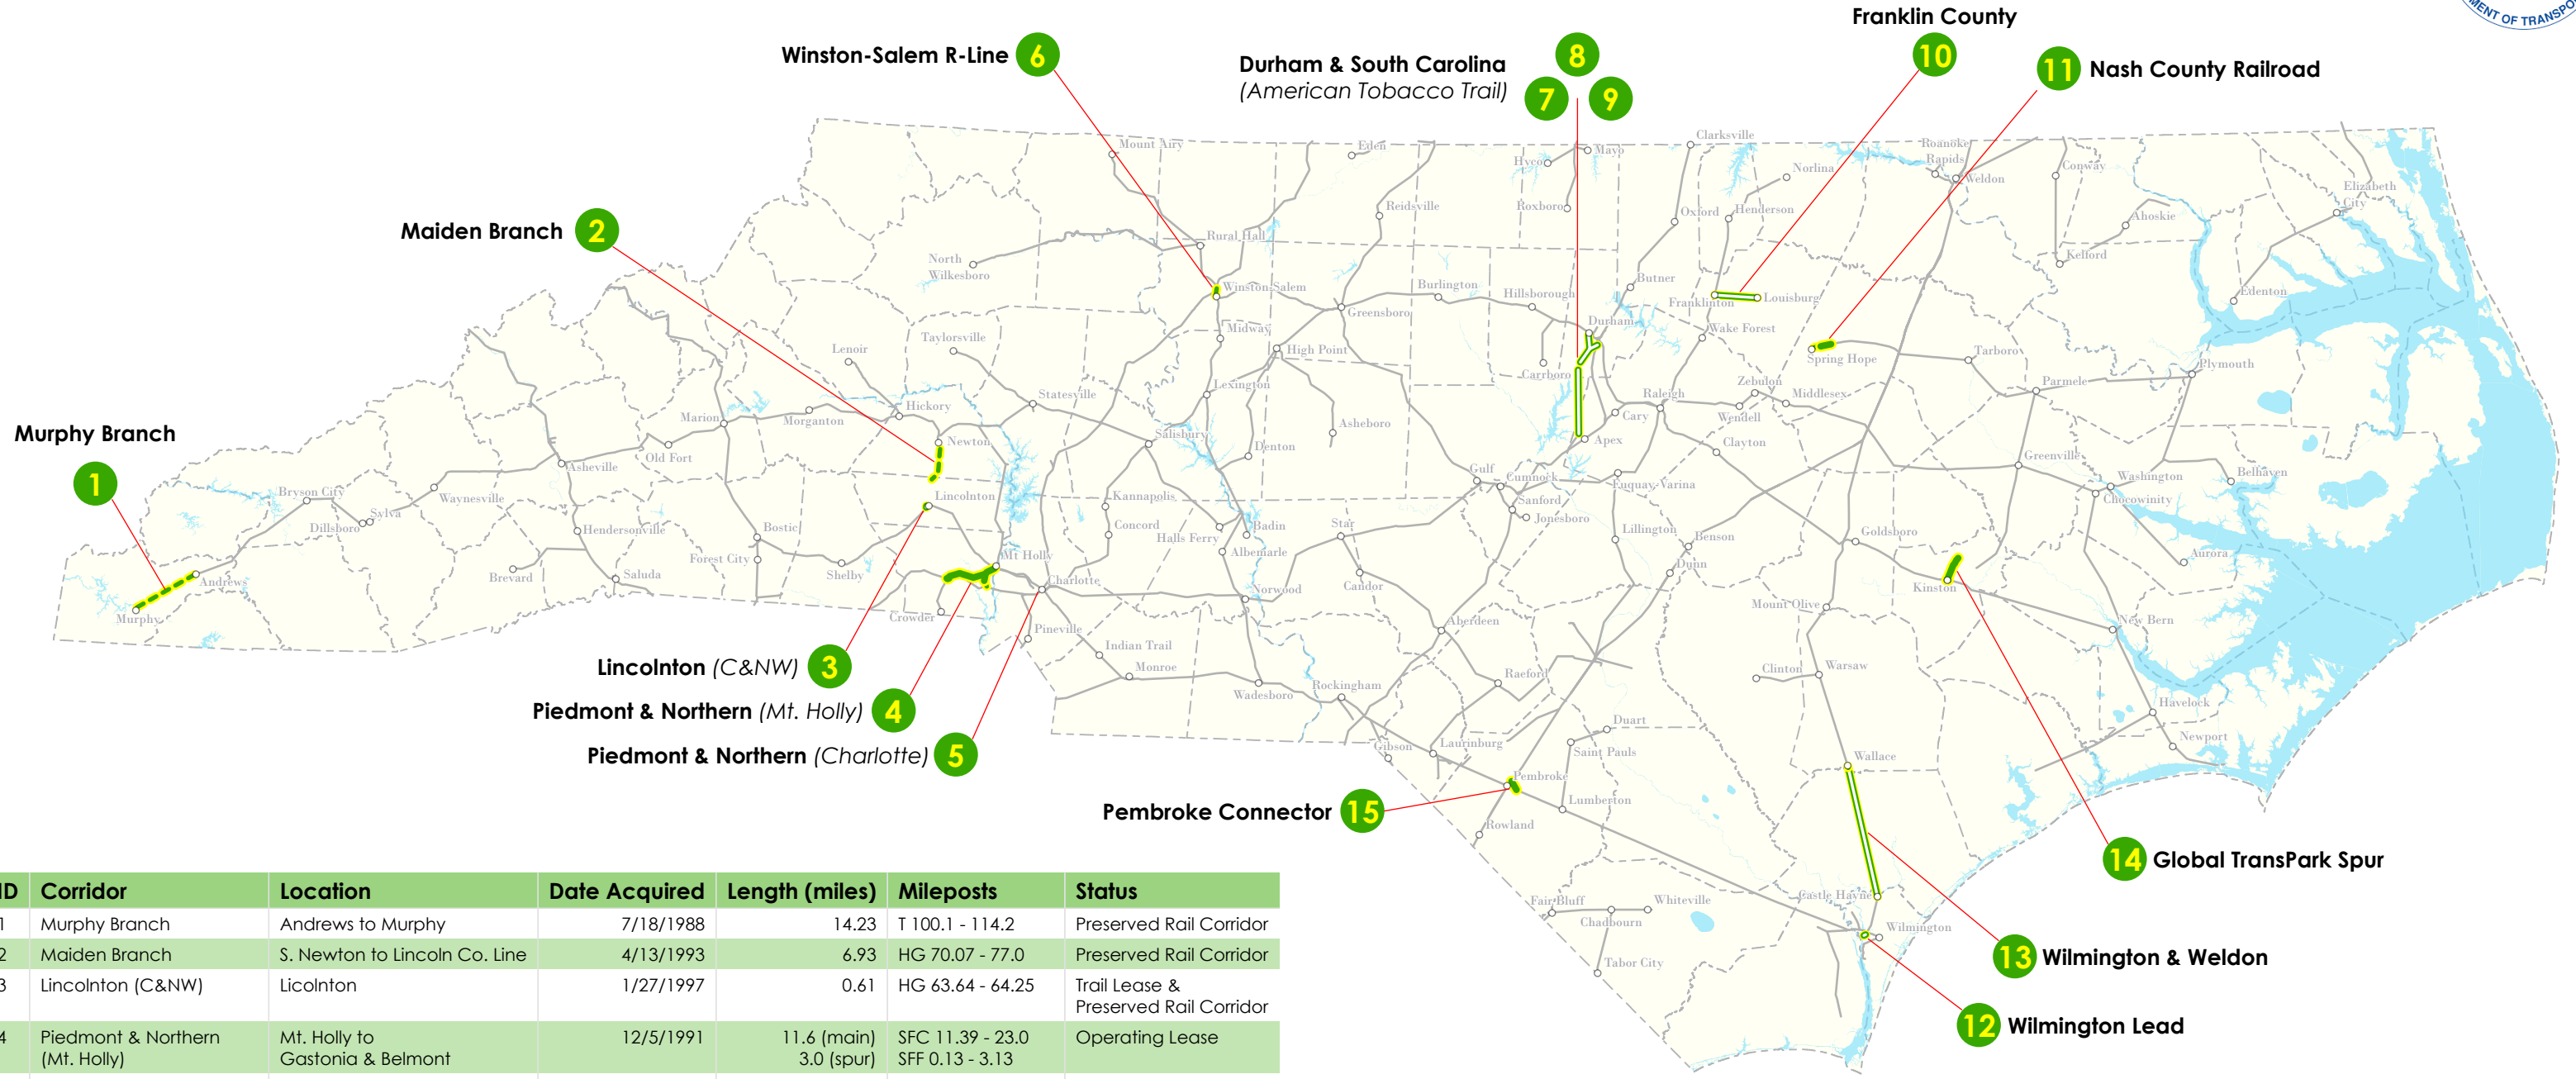 MENT OF TRANSPO
Franklin County
10
Winston-Salem R-Line 6
Durham & South Carolina
(American Tobacco Trail)
8
7 9
11 Nash County Railroad
Maiden Branch 2
Murphy Branch
1
Lincolnton (C&NW) 3
Piedmont & Northern (Mt. Holly) 4
Piedmont & Northern (Charlotte) 5
Pembroke Connector 15
14 Global TransPark Spur
13 Wilmington & Weldon
12 Wilmington Lead
Mount Airy
Eden
Hyco
Mayo
Clarksville
Roanoke
Rapids
Weldon
Conway
Elizabeth
City
Norlina
Reidsville
Roxboro
Oxford
Henderson
Ahoskie
Rural Hall
North
Wilkesboro
Kelford
Winston-Salem
Burlington
Hillsborough
Butner
Franklinton
Louisburg
Edenton
Greensboro
Durham
Wake Forest
Midway
Lenoir
Taylorsville
High Point
Carrboro
Spring Hope
Tarboro
Plymouth
Lexington
Statesville
Hickory
Marion
Morganton
Asheboro
Cary
Raleigh
Zebulon
Wendell
Middlesex
Parmele
Newton
Salisbury
Denton
Apex
Clayton
Old Fort
Asheville
Gulf
Cumnock
Greenville
Washington
Belhaven
Bryson City
Waynesville
Lincolnton
Kannapolis
Sanford
Fuquay-Varina
Chocowinity
Dillsboro
Sylva
Hendersonville
Bostic
Concord
Halls Ferry
Badin
Star
Jonesboro
Lillington
Benson
Goldsboro
Forest City
Mt Holly
Albemarle
Aurora
Andrews
Brevard
Saluda
Shelby
Charlotte
Norwood
Candor
Dunn
Kinston
Murphy
Crowder
Pineville
Aberdeen
Mount Olive
New Bern
Indian Trail
Monroe
Raeford
Clinton
Warsaw
Wadesboro
Rockingham
Havelock
Duart
Gibson
Laurinburg
Saint Pauls
Newport
Wallace
Pembroke
Lumberton
Rowland
Castle Hayne
Fair Bluff
Whiteville
Chadbourn
Wilmington
Tabor City
ID Corridor Location Date Acquired Length (miles) Mileposts Status
1 Murphy Branch Andrews to Murphy 7/18/1988 14.23 T 100.1 - 114.2 Preserved Rail Corridor
2 Maiden Branch S. Newton to Lincoln Co. Line 4/13/1993 6.93 HG 70.07 - 77.0 Preserved Rail Corridor
3 Lincolnton (C&NW) Licolnton 1/27/1997 0.61 HG 63.64 - 64.25 Trail Lease &
Preserved Rail Corridor
4 Piedmont & Northern Mt. Holly to 12/5/1991 11.6 (main) SFC 11.39 - 23.0 Operating Lease
(Mt. Holly) Gastonia & Belmont 3.0 (spur) SFF 0.13 - 3.13